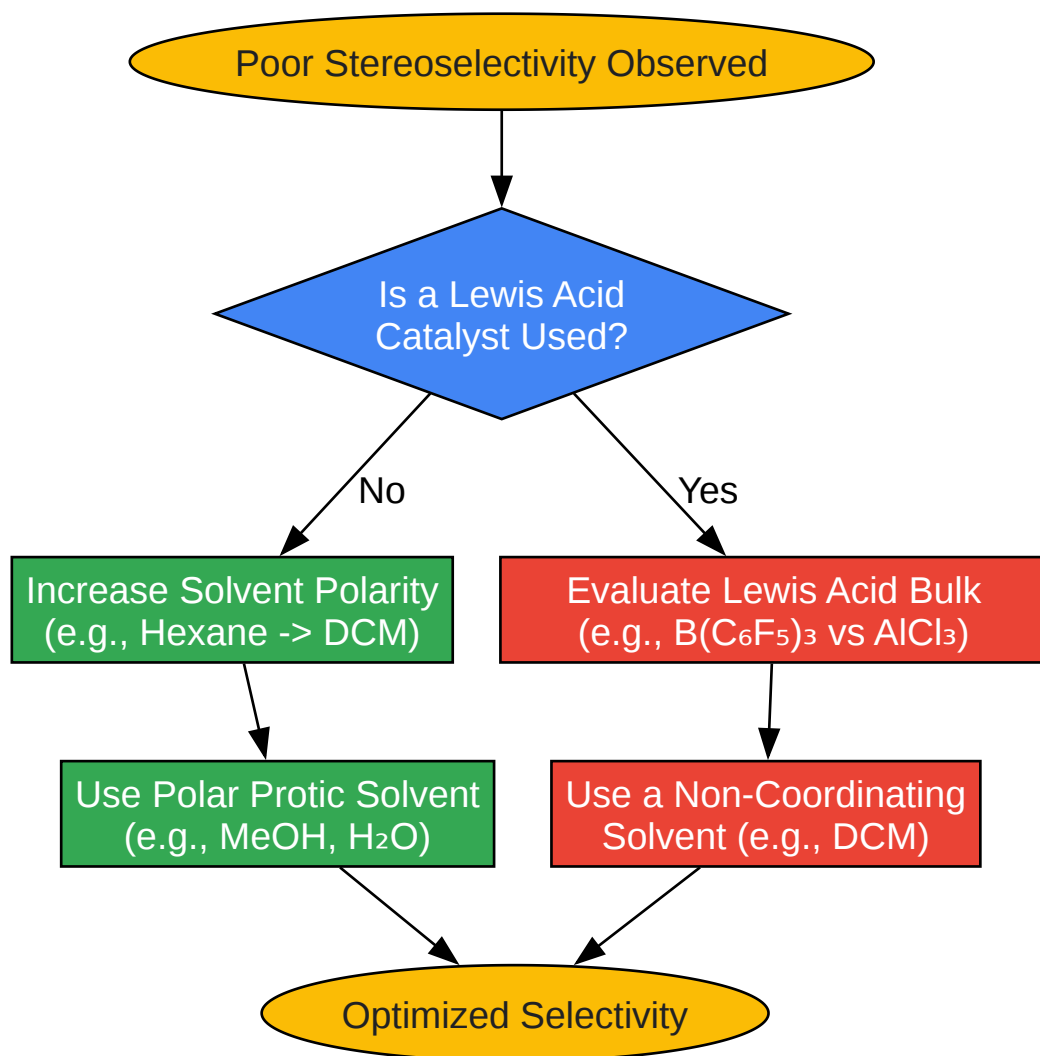 Poor Stereoselectivity Observed
Is a Lewis Acid
Catalyst Used?
No
Yes
Increase Solvent Polarity
(e.g., Hexane -> DCM)
Evaluate Lewis Acid Bulk
(e.g., B(C₆F₅)₃ vs AlCl₃)
Use Polar Protic Solvent
(e.g., MeOH, H₂O)
Use a Non-Coordinating
Solvent (e.g., DCM)
Optimized Selectivity